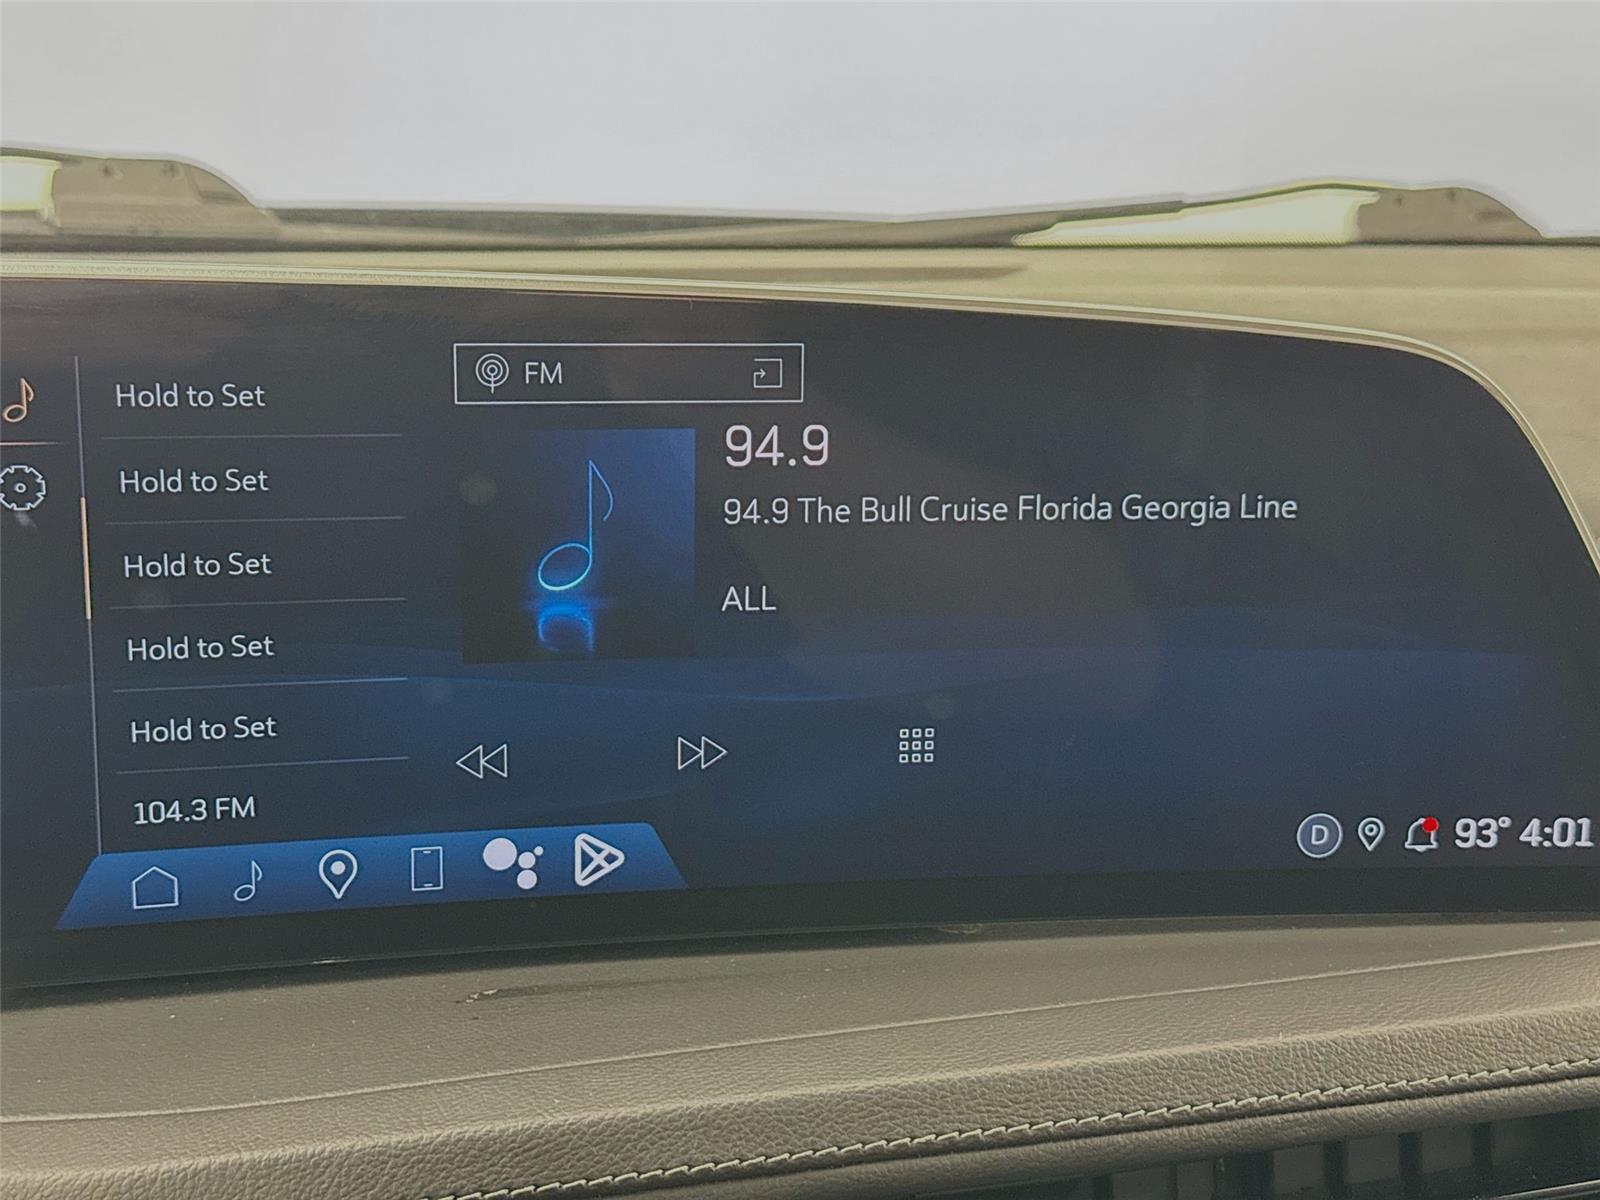 Hold to Set
Hold to Set
Hold to Set
Hold to Set
Hold to Set
104.3 FM
FM
94.9
94.9 The Bull Cruise Florida Georgia Line
ALL
D
93° 4:01